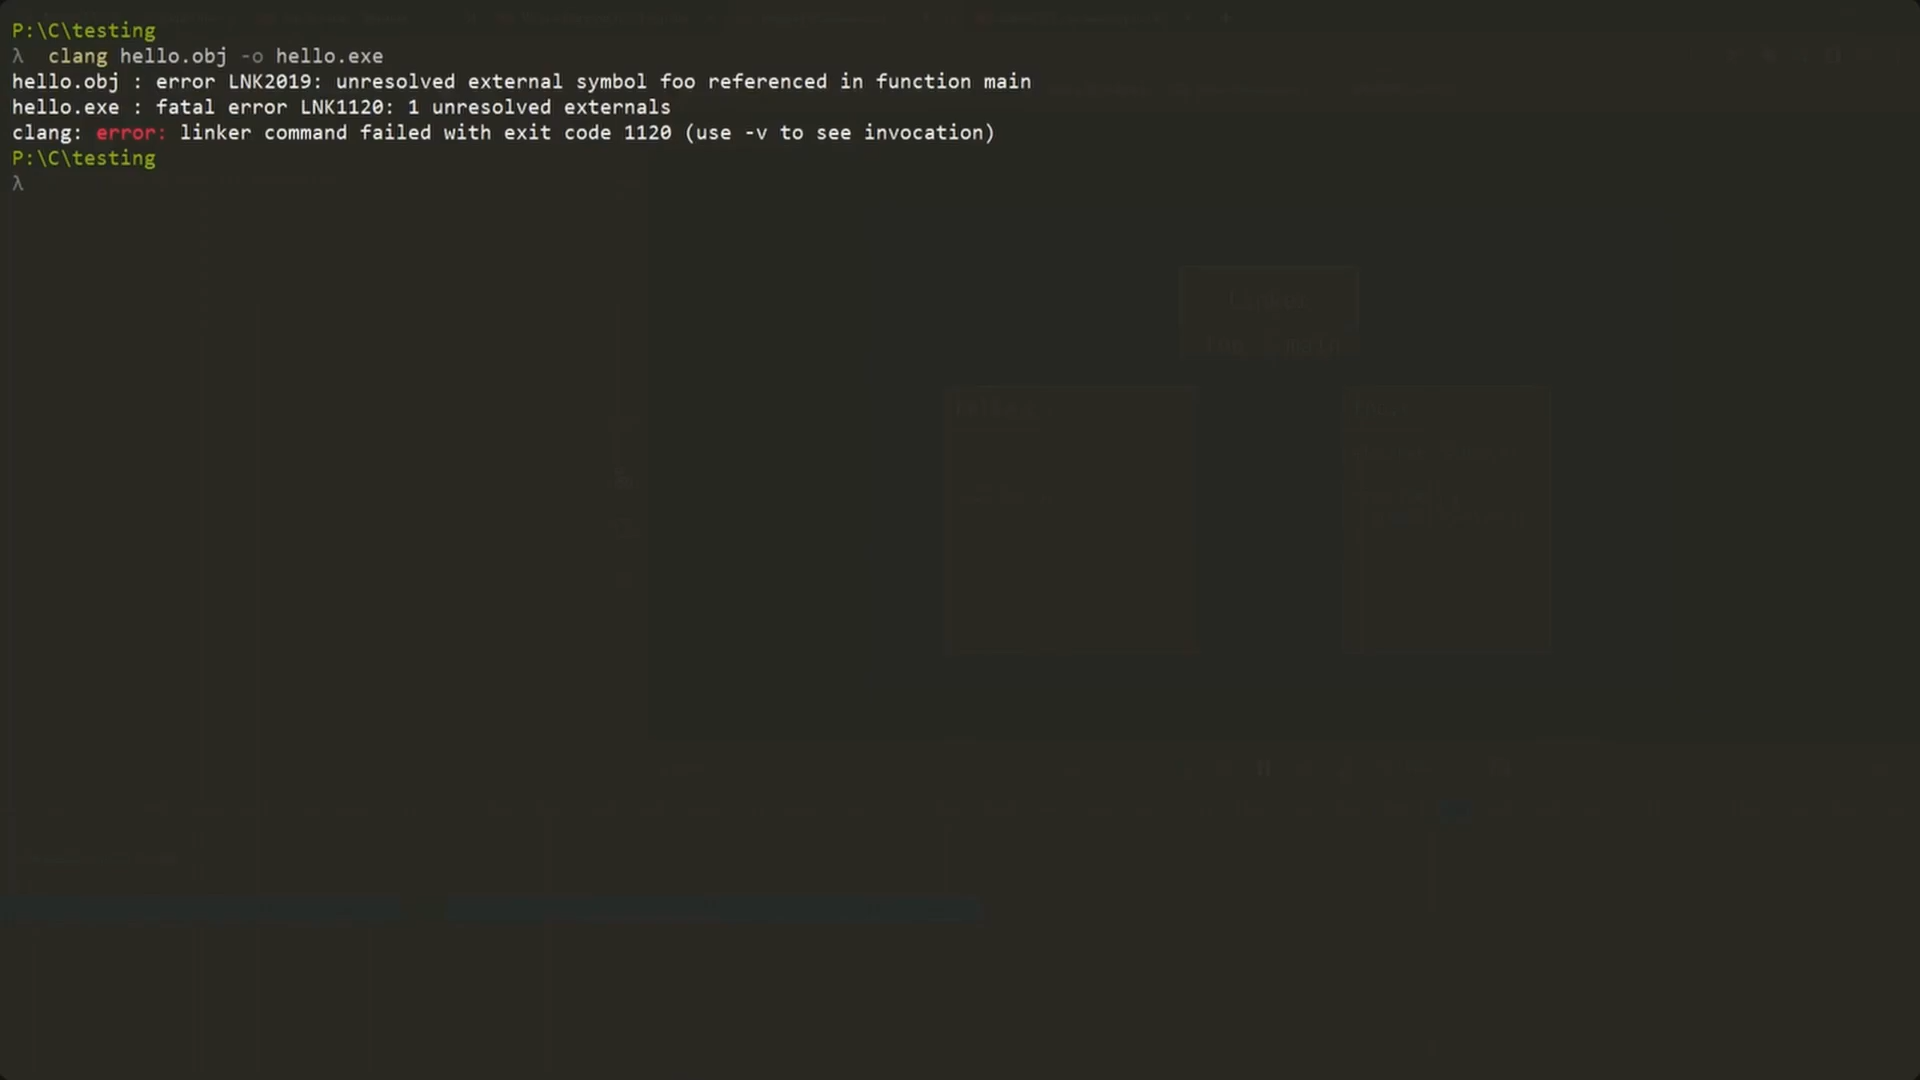 P:\C\testing
λ clang hello.obj -o hello.exe
hello.obj : error LNK2019: unresolved external symbol foo referenced in function main
hello.exe : fatal error LNK1120: 1 unresolved externals
clang: error: linker command failed with exit code 1120 (use -v to see invocation)
P:\C\testing
λ